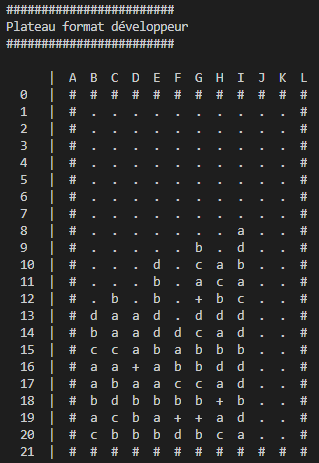 ########################
Plateau format développeur
########################
| A B C D E F G H I J K L
0 | # # # # # # # # # # # #
1 | # . . . . . . . . . . #
2 | # . . . . . . . . . . #
3 | # . . . . . . . . . . #
4 | # . . . . . . . . . . #
5 | # . . . . . . . . . . #
6 | # . . . . . . . . . . #
7 | # . . . . . . . . . . #
8 | # . . . . . . . a . . #
9 | # . . . . . b . d . . #
10 | # . . . d . c a b . . #
11 | # . . . b . a c a . . #
12 | # . b . b . + b c . . #
13 | # d a a d . d d d . . #
14 | # b a a d d c a d . . #
15 | # c c a b a b b b . . #
16 | # a a + a b b d d . . #
17 | # a b a a c c a d . . #
18 | # b d b b b b + b . . #
19 | # a c b a + + a d . . #
20 | # c b b b d b c a . . #
21 | # # # # # # # # # # # #